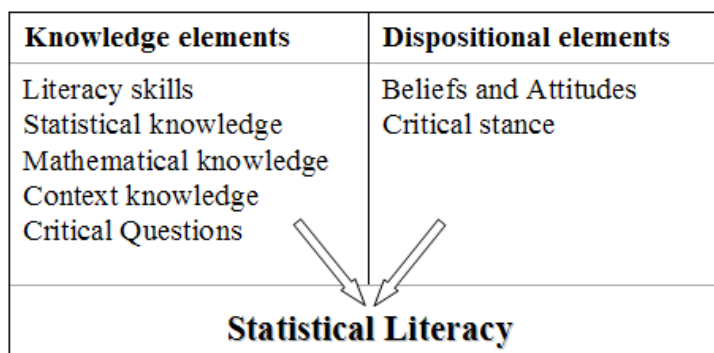 Knowledge elements
Literacy skills
Statistical knowledge
Mathematical knowledge
Context knowledge
Critical Questions
Dispositional elements
Beliefs and Attitudes
Critical stance
Statistical Literacy